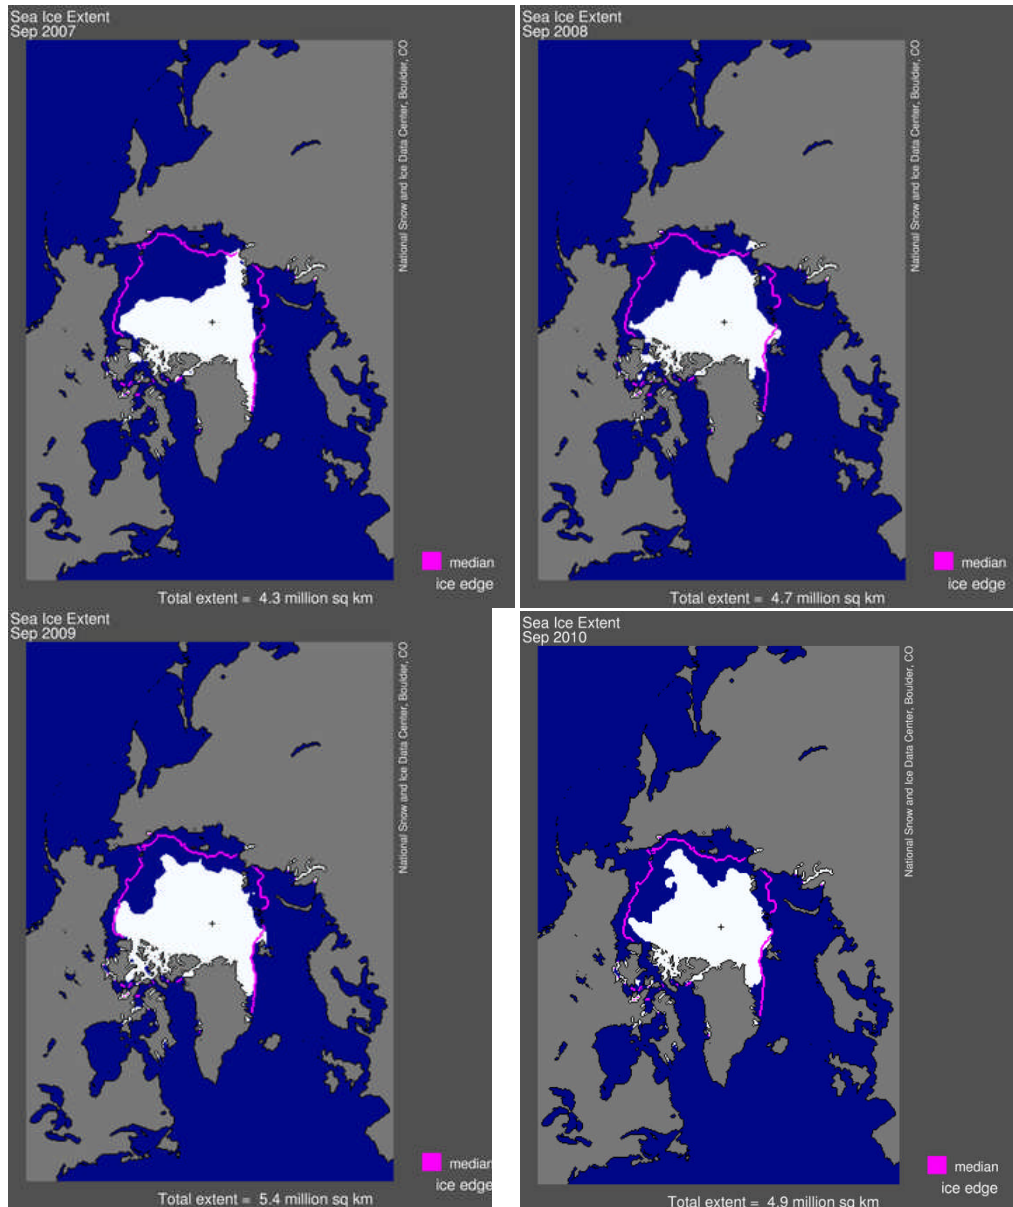 Sea Ice Extent
Sep 2007
National Snow and Ice Data Center, Boulder, CO
median
ice edge
Total extent = 4.3 million sq km
Sea Ice Extent
Sep 2008
National Snow and Ice Data Center, Boulder, CO
median
ice edge
Total extent = 4.7 million sq km
Sea Ice Extent
Sep 2009
National Snow and Ice Data Center, Boulder, CO
median
ice edge
Total extent = 5.4 million sq km
Sea Ice Extent
Sep 2010
National Snow and Ice Data Center, Boulder, CO
median
ice edge
Total extent = 4.9 million sq km